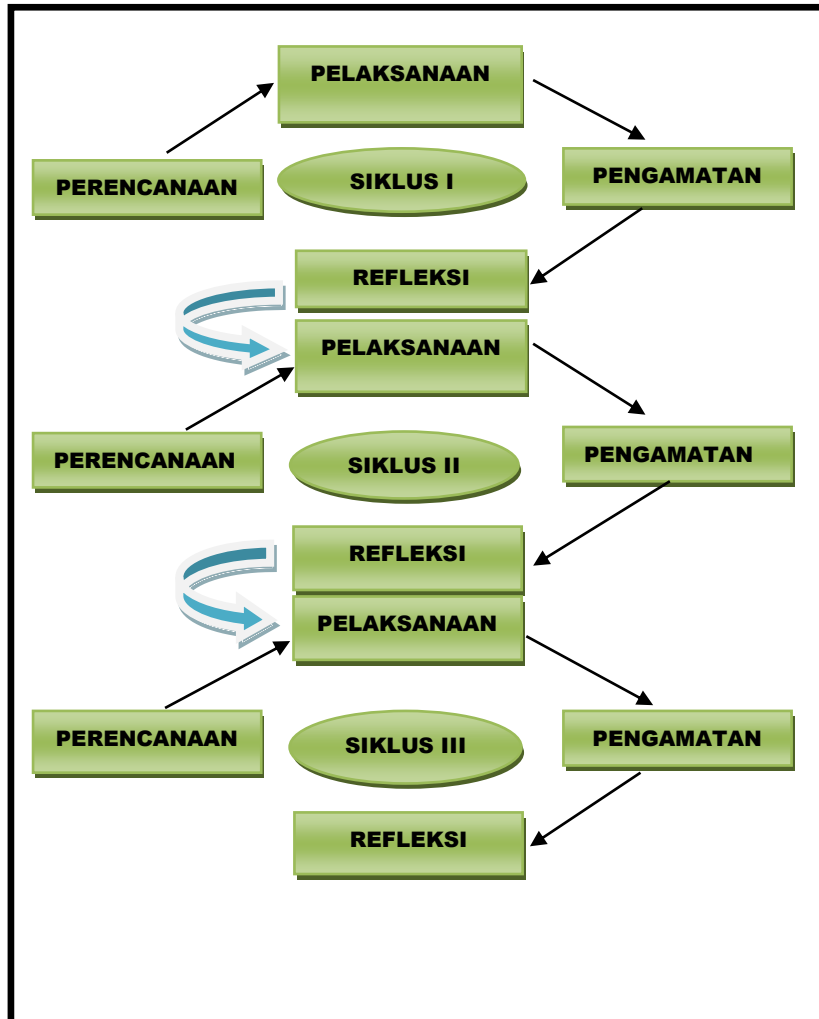 PELAKSANAAN
PERENCANAAN
SIKLUS I
PENGAMATAN
REFLEKSI
PELAKSANAAN
PERENCANAAN
SIKLUS II
PENGAMATAN
REFLEKSI
PELAKSANAAN
PERENCANAAN
SIKLUS III
PENGAMATAN
REFLEKSI